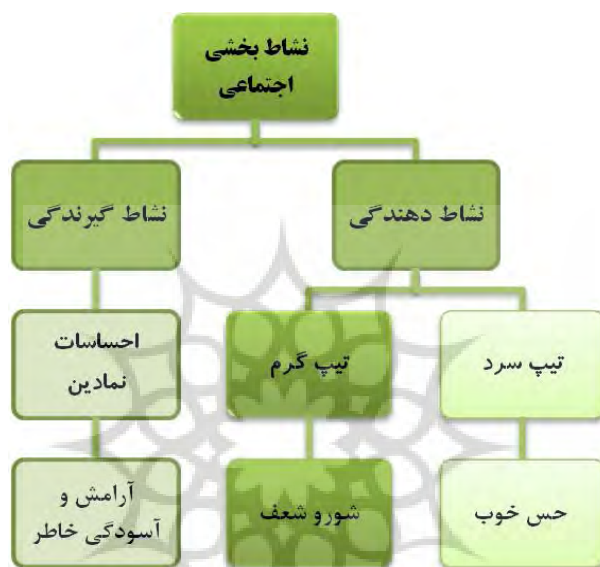 نشاط بخشی
اجتماعی
نشاط دهندگی
نشاط گیرندگی
تیپ سرد
تیپ گرم
احساسات
نمادین
حس خوب
شورو شعف
آرامش و
آسودگی خاطر